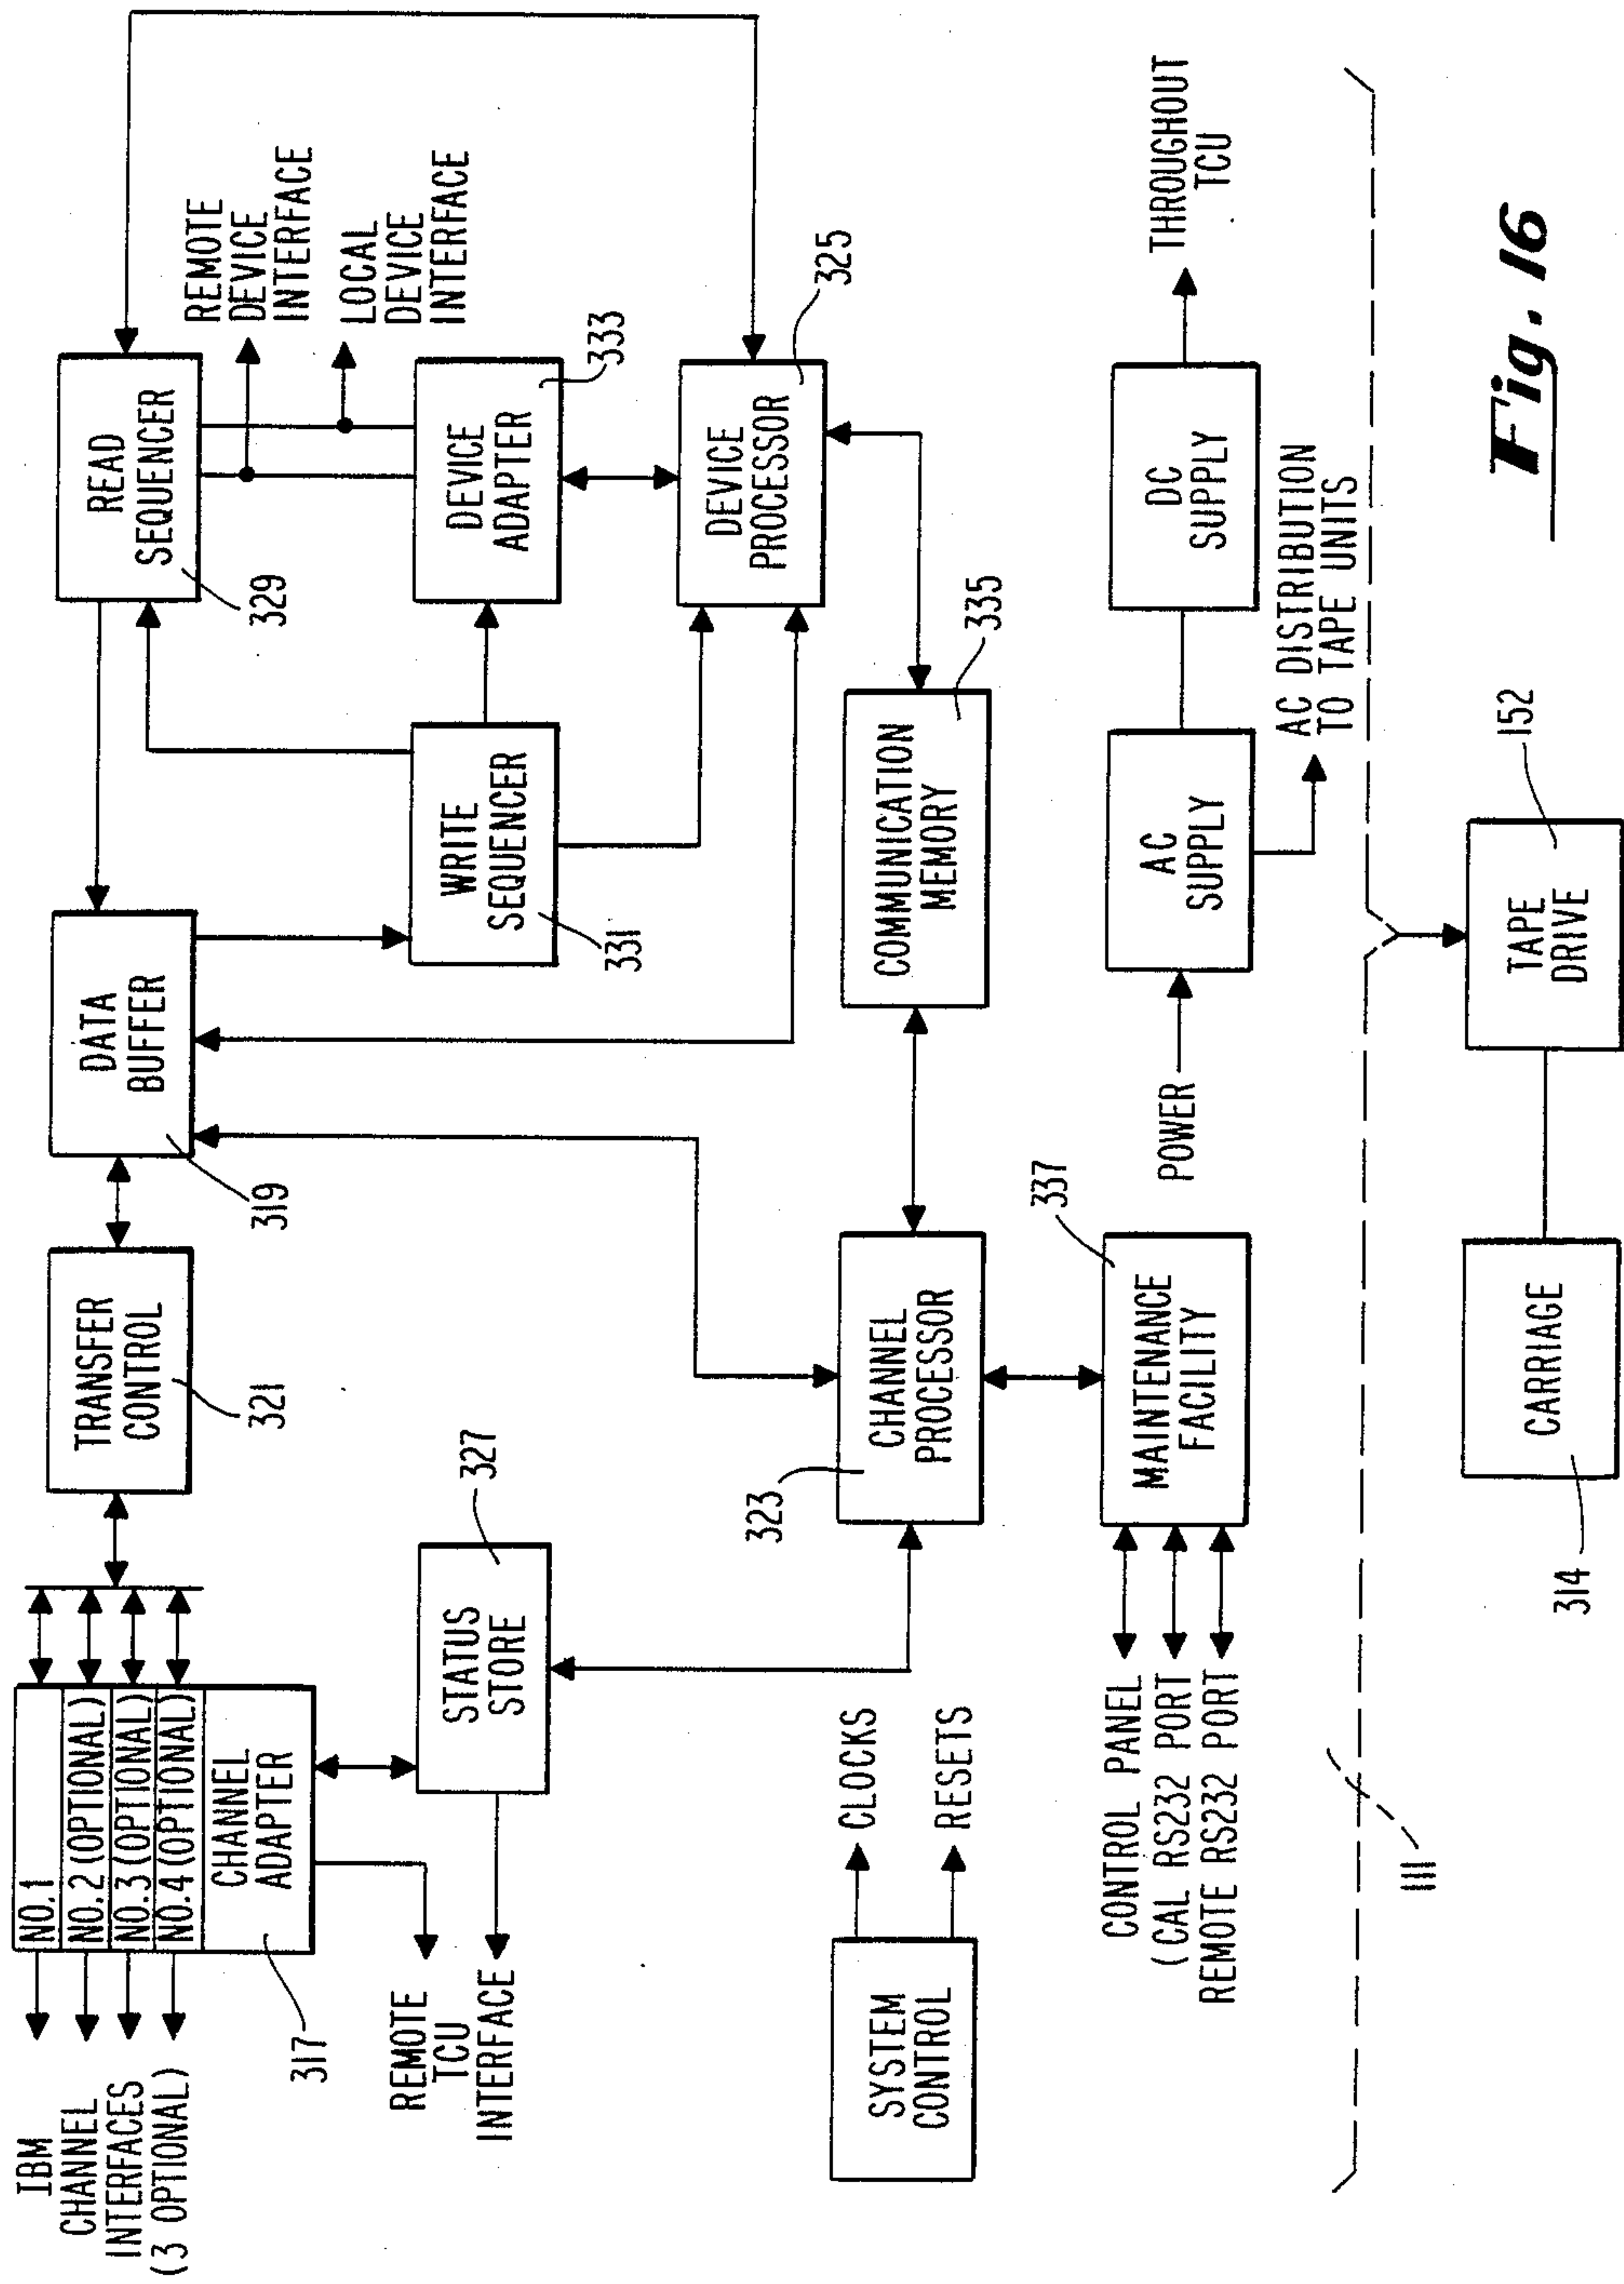 IBM
CHANNEL
INTERFACES
(3 OPTIONAL)
NO.1
NO.2 (OPTIONAL)
NO.3 (OPTIONAL)
NO.4 (OPTIONAL)
CHANNEL
ADAPTER
317
TRANSFER
CONTROL
321
DATA
BUFFER
319
READ
SEQUENCER
329
REMOTE
DEVICE
INTERFACE
LOCAL
DEVICE
INTERFACE
REMOTE
TCU
INTERFACE
STATUS
STORE
327
WRITE
SEQUENCER
331
DEVICE
ADAPTER
333
DEVICE
PROCESSOR
325
SYSTEM
CONTROL
CLOCKS
RESETS
CHANNEL
PROCESSOR
323
COMMUNICATION
MEMORY
335
CONTROL PANEL
(CAL RS232 PORT
REMOTE RS232 PORT
MAINTENANCE
FACILITY
337
POWER
AC
SUPPLY
DC
SUPPLY
THROUGHOUT
TCU
AC DISTRIBUTION
TO TAPE UNITS
111
CARRIAGE
314
TAPE
DRIVE
152
Fig. 16